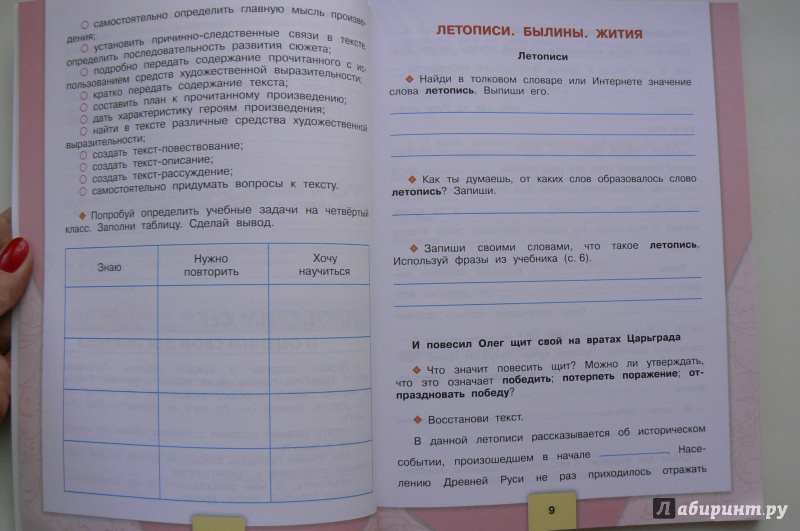 ○ самостоятельно определить главную мысль произве-
дения;
○ установить причинно-следственные связи в тексте,
определить последовательность развития сюжета;
○ подробно передать содержание прочитанного с ис-
пользованием средств художественной выразительности;
○ кратко передать содержание текста;
○ составить план к прочитанному произведению;
○ дать характеристику героям произведения;
○ найти в тексте различные средства художественной
выразительности;
○ создать текст-повествование;
○ создать текст-описание;
○ создать текст-рассуждение;
○ самостоятельно придумать вопросы к тексту.
◆ Попробуй определить учебные задачи на четвёртый
класс. Заполни таблицу. Сделай вывод.
Знаю
Нужно
повторить
Хочу
научиться
ЛЕТОПИСИ. БЫЛИНЫ. ЖИТИЯ
Летописи
◆ Найди в толковом словаре или Интернете значение
слова летопись. Выпиши его.
◆ Как ты думаешь, от каких слов образовалось слово
летопись? Запиши.
◆ Запиши своими словами, что такое летопись.
Используй фразы из учебника (с. 6).
И повесил Олег щит свой на вратах Царьграда
◆ Что значит повесить щит? Можно ли утверждать,
что это означает победить; потерпеть поражение; от-
праздновать победу?
◆ Восстанови текст.
В данной летописи рассказывается об историческом
событии, произошедшем в начале ________. Насе-
лению Древней Руси не раз приходилось отражать
9
Лабиринт.ру